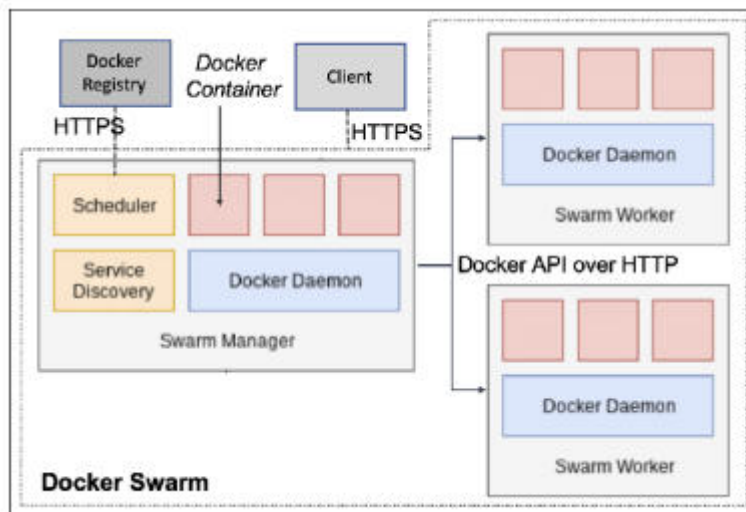 Docker
Registry
Docker
Container
Client
HTTPS
HTTPS
Scheduler
Service
Discovery
Docker Daemon
Swarm Manager
Docker Daemon
Swarm Worker
Docker API over HTTP
Docker Daemon
Swarm Worker
Docker Swarm